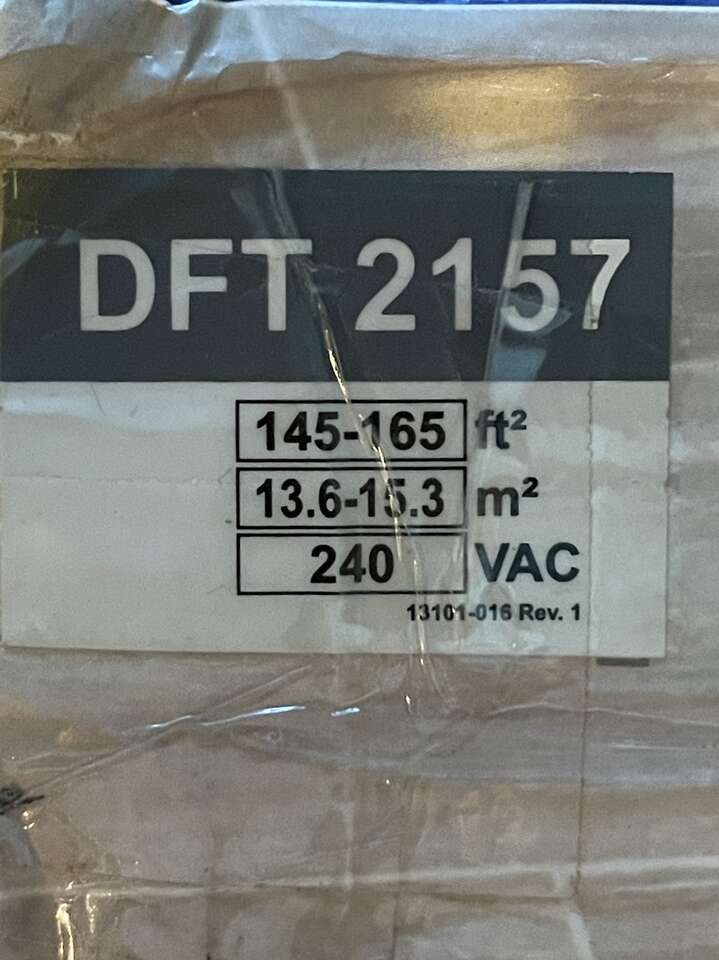 DFT 2157
145-165 ft²
13.6-15.3 m²
240 VAC
13101-016 Rev. 1